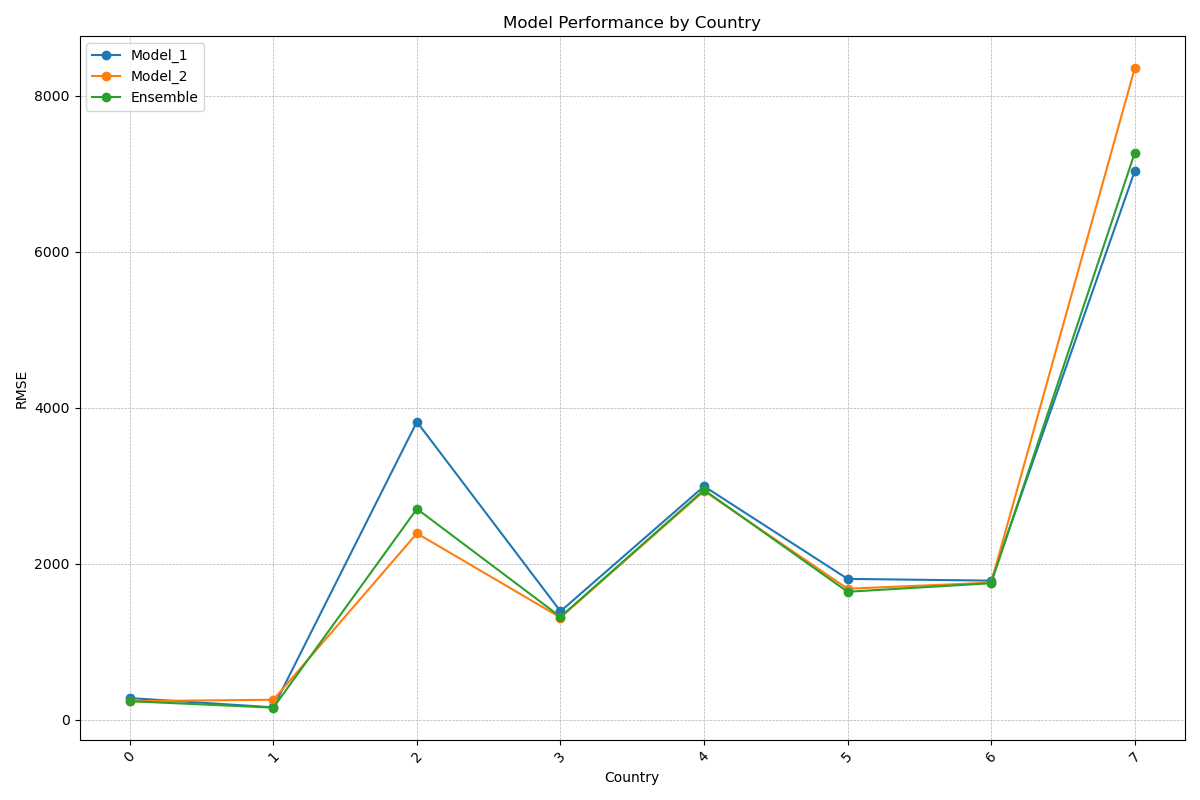 Model Performance by Country
Model_1
Model_2
Ensemble
8000
6000
4000
2000
0
RMSE
0 1 2 3 4 5 6 7
Country